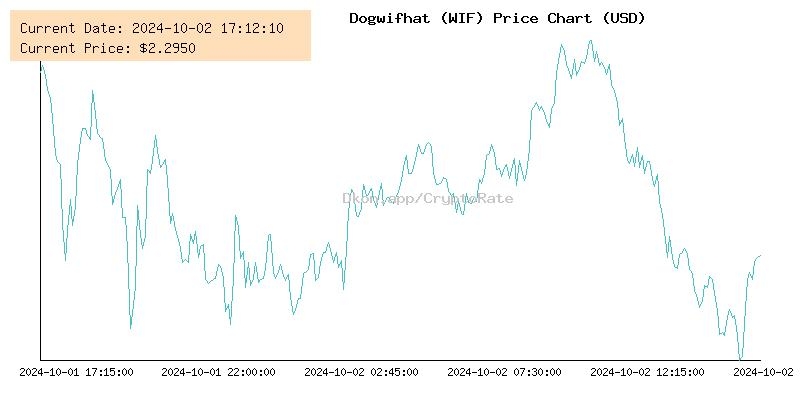 Dogwifhat (WIF) Price Chart (USD)
Current Date: 2024-10-02 17:12:10
Current Price: $2.2950
Dkon.app/CryptoRate
2024-10-01 17:15:00 2024-10-01 22:00:00 2024-10-02 02:45:00 2024-10-02 07:30:00 2024-10-02 12:15:00 2024-10-02